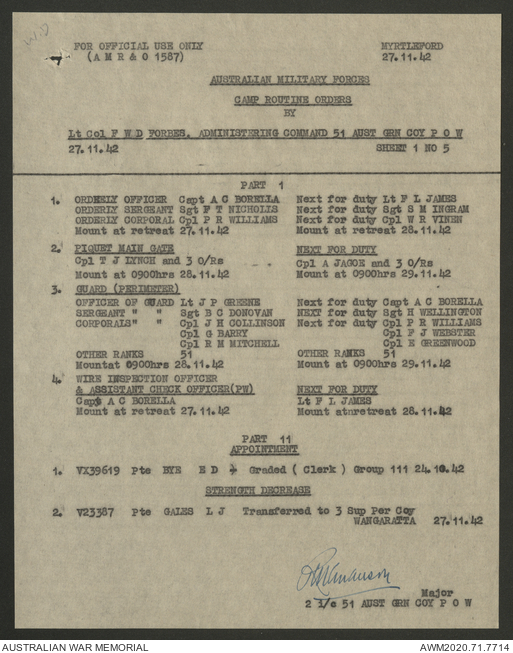 FOR OFFICIAL USE ONLY MYRTLEFORD
(A M R & O 1587) 27.11.42
AUSTRALIAN MILITARY FORCES
CAMP ROUTINE ORDERS
BY
Lt Col F W D FORBES. ADMINISTERING COMMAND 51 AUST GRN COY P O W
27.11.42 SHEET 1 NO 5
PART 1
1. ORDRELY OFFICER Capt A C BORELLA Next for duty Lt F L JAMES
ORDERLY SERGEANT Sgt F T NICHOLLS Next for duty Sgt S M INGRAM
ORDERLY CORPORAL Cpl P R WILLIAMS Next for duty Cpl W R VINEN
Mount at retreat 27.11.42 Mount at retreat 28.11.42
2. PIQUET MAIN GATE NEXT FOR DUTY
Cpl T J LYNCH and 3 O/Rs Cpl A JAGOE and 3 O/Rs
Mount at 0900hrs 28.11.42 Mount at 0900hrs 29.11.42
3. GUARD (PERIMETER)
OFFICER OF GUARD Lt J P GREENE Next for duty Capt A C BORELLA
SERGEANT " " Sgt B C DONOVAN NEXT for duty Sgt H WELLINGTON
CORPORALS" " Cpl J H COLLINSON Next for duty Cpl P R WILLIAMS
Cpl G BARRY Cpl F J WEBSTER
Cpl R H MITCHELL Cpl E GREENWOOD
OTHER RANKS 51 OTHER RANKS 51
Mountat 0900hrs 28.11.42 Mount at 0900hrs 29.11.42
4. WIRE INSPECTION OFFICER
& ASSISTANT CHECK OFFICER(PW) NEXT FOR DUTY
Capt A C BORELLA Lt F L JAMES
Mount at retreat 27.11.42 Mount at retreat 28.11.42
PART 11
APPOINTMENT
1. VX39619 Pte BYE E D Graded ( Clerk ) Group 111 24.10.42
STRENGTH DECREASE
2. V23387 Pte GALES L J Transferred to 3 Sup Per Coy
WANGARATTA 27.11.42
Major
2 I/c 51 AUST GRN COY P O W
AUSTRALIAN WAR MEMORIAL AWM2020.71.7714